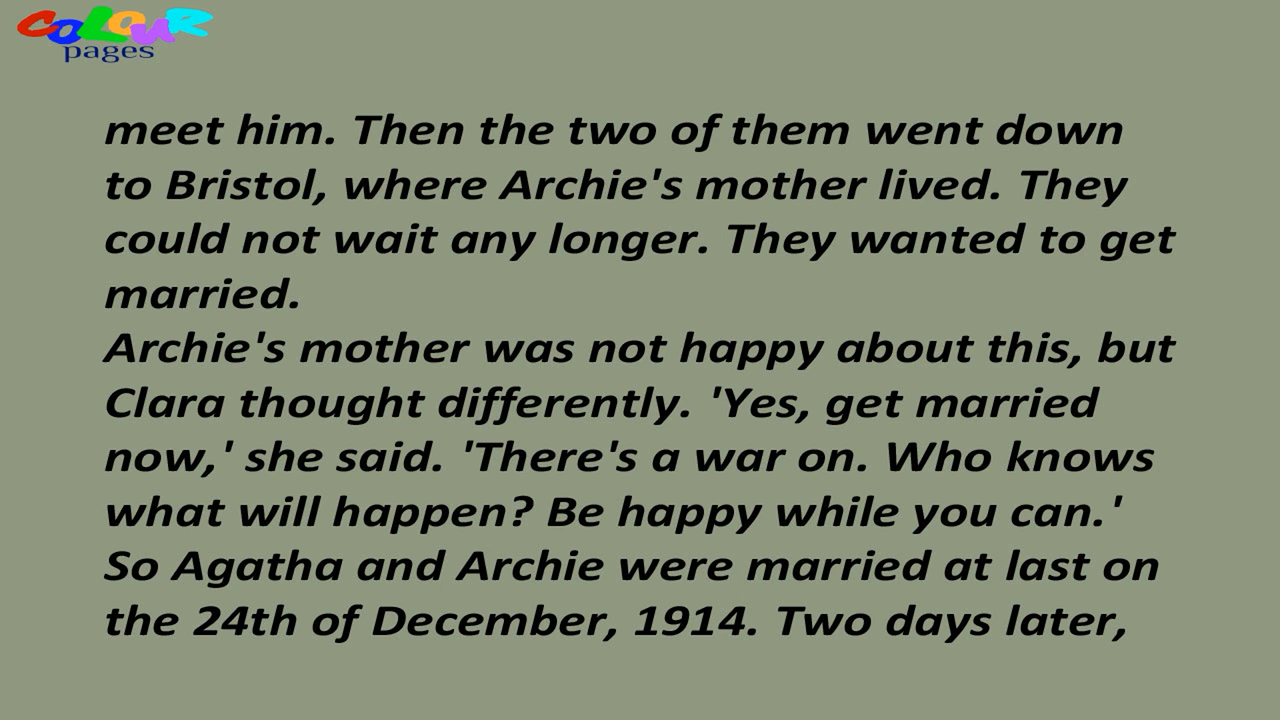 COLOUR
pages
meet him. Then the two of them went down
to Bristol, where Archie's mother lived. They
could not wait any longer. They wanted to get
married.
Archie's mother was not happy about this, but
Clara thought differently. 'Yes, get married
now,' she said. 'There's a war on. Who knows
what will happen? Be happy while you can.'
So Agatha and Archie were married at last on
the 24th of December, 1914. Two days later,